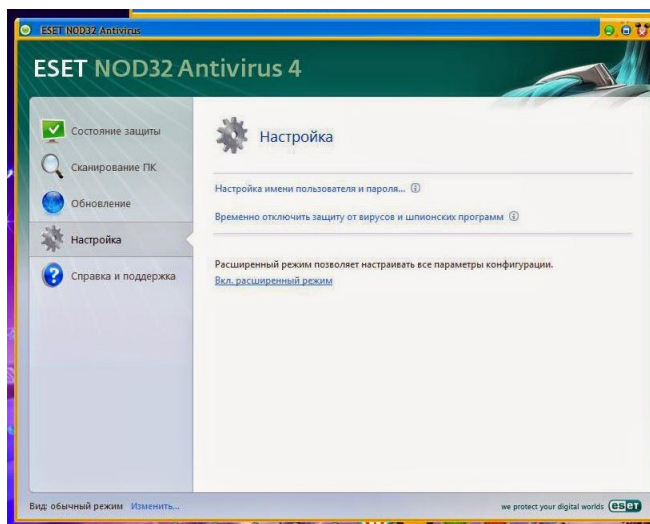 ESET NOD32 Antivirus
ESET NOD32 Antivirus 4
Состояние защиты
Сканирование ПК
Обновление
Настройка
Справка и поддержка
Настройка
Настройка имени пользователя и пароля...
Временно отключить защиту от вирусов и шпионских программ
Расширенный режим позволяет настраивать все параметры конфигурации.
Вкл. расширенный режим
Вид: обычный режим Изменить...
we protect your digital worlds eset